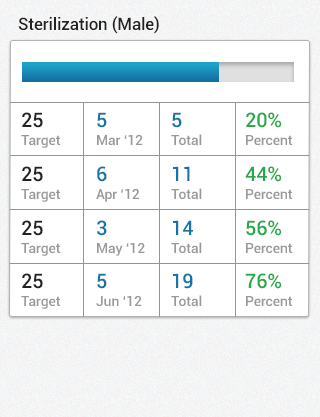 Sterilization (Male)
25 5 5 20%
Target Mar ‘12 Total Percent
25 6 11 44%
Target Apr ‘12 Total Percent
25 3 14 56%
Target May ‘12 Total Percent
25 5 19 76%
Target Jun ‘12 Total Percent